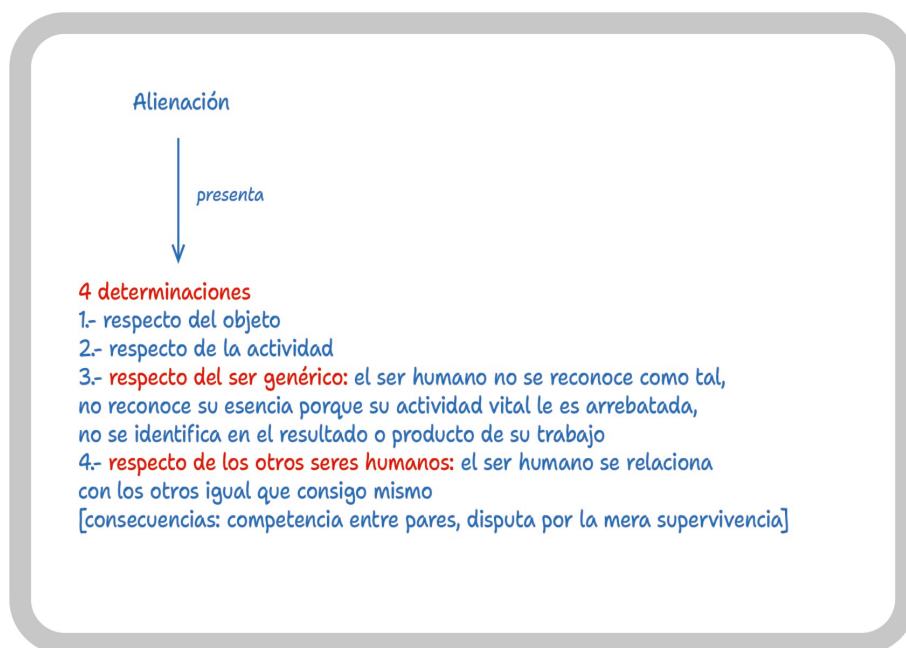 Alienación
presenta
4 determinaciones
1.- respecto del objeto
2.- respecto de la actividad
3.- respecto del ser genérico: el ser humano no se reconoce como tal,
no reconoce su esencia porque su actividad vital le es arrebatada,
no se identifica en el resultado o producto de su trabajo
4.- respecto de los otros seres humanos: el ser humano se relaciona
con los otros igual que consigo mismo
[consecuencias: competencia entre pares, disputa por la mera supervivencia]